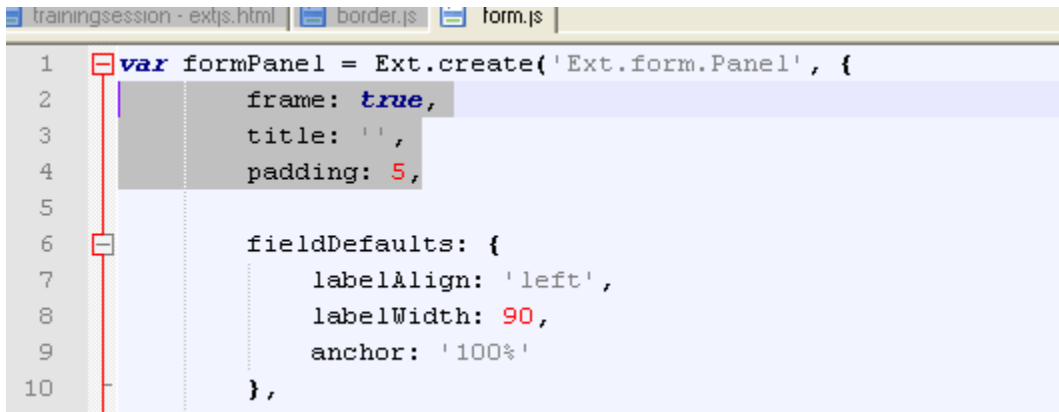 trainingsession - extjs.html border.js form.js
1 var formPanel = Ext.create('Ext.form.Panel', {
2 frame: true,
3 title: '',
4 padding: 5,
5
6 fieldDefaults: {
7 labelAlign: 'left',
8 labelWidth: 90,
9 anchor: '100%'
10 },